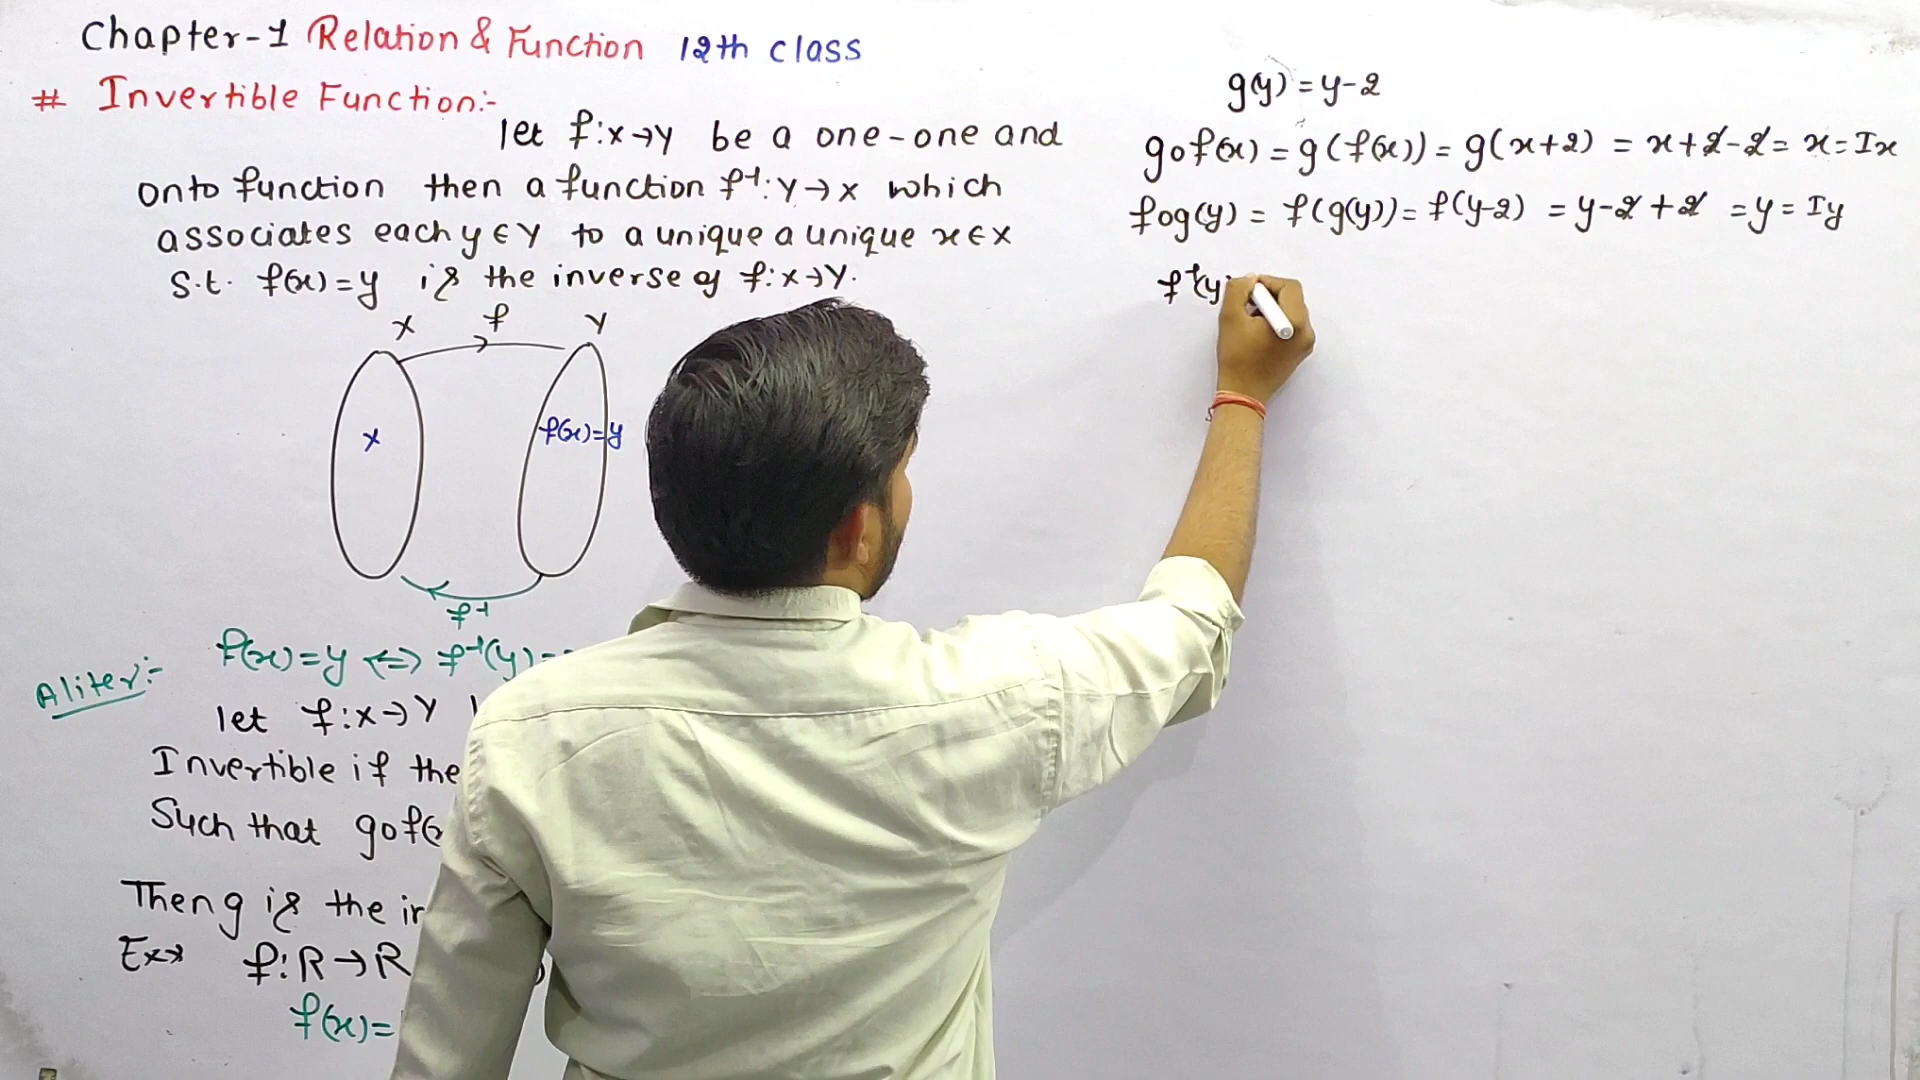 Chapter-1 Relation & Function 12th class
# Invertible Function:-
let f:x→y be a one-one and
onto function then a function f⁻¹:Y→X which
associates each y∈Y to a unique a unique x∈X
S.t. f(x)=y is the inverse of f:x→Y.
X f Y
x f(x)=y
f⁻¹
f(x)=y ⇔ f⁻¹(y)=
Aliter:-
let f:x→Y
Invertible if the
Such that gof(
Then g is the
Ex→ f:R→R
f(x)=
g(y)=y-2
gof(x)=g(f(x))=g(x+2)=x+2-2=x=Ix
fog(y)=f(g(y))=f(y-2)=y-2+2=y=Iy
f⁻¹(y)